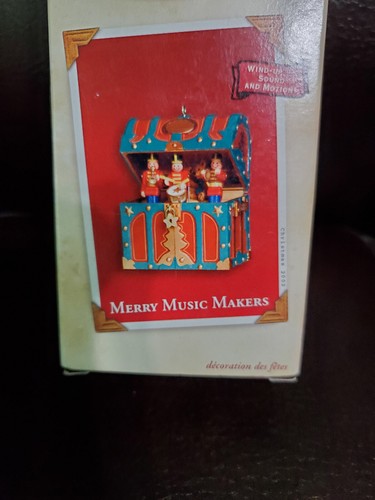 WIND-UP
SOUND
AND MOTION!
MERRY MUSIC MAKERS
décoration des fêtes